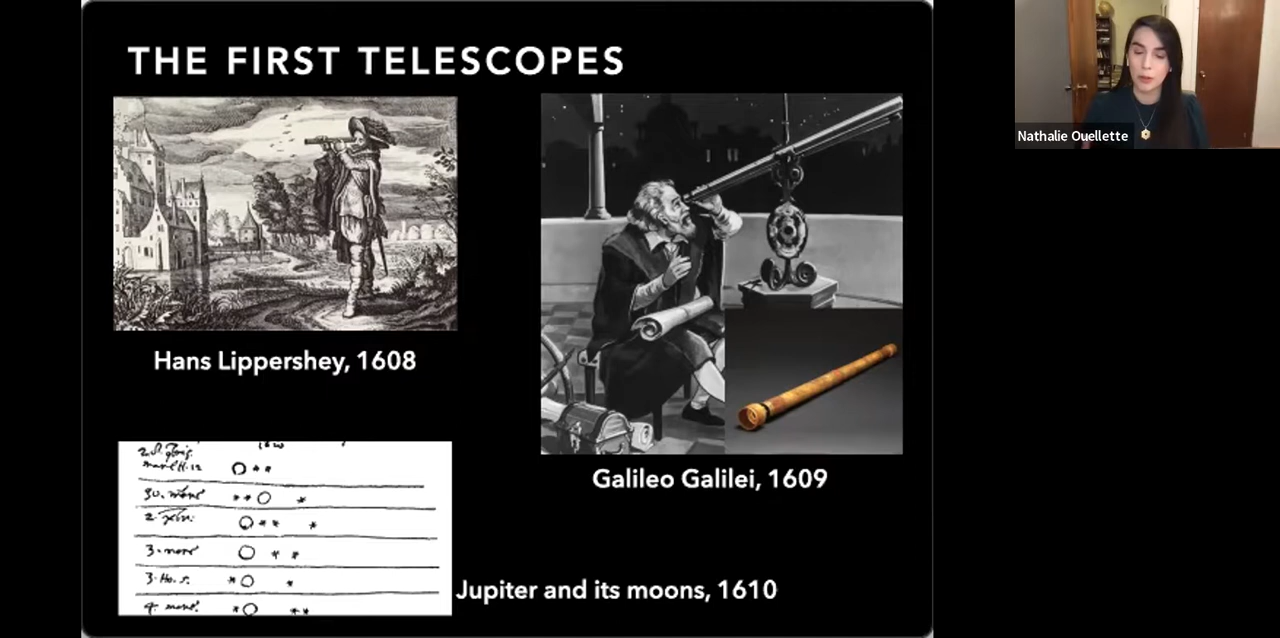 THE FIRST TELESCOPES
Nathalie Ouellette
Hans Lippershey, 1608
Galileo Galilei, 1609
Jupiter and its moons, 1610